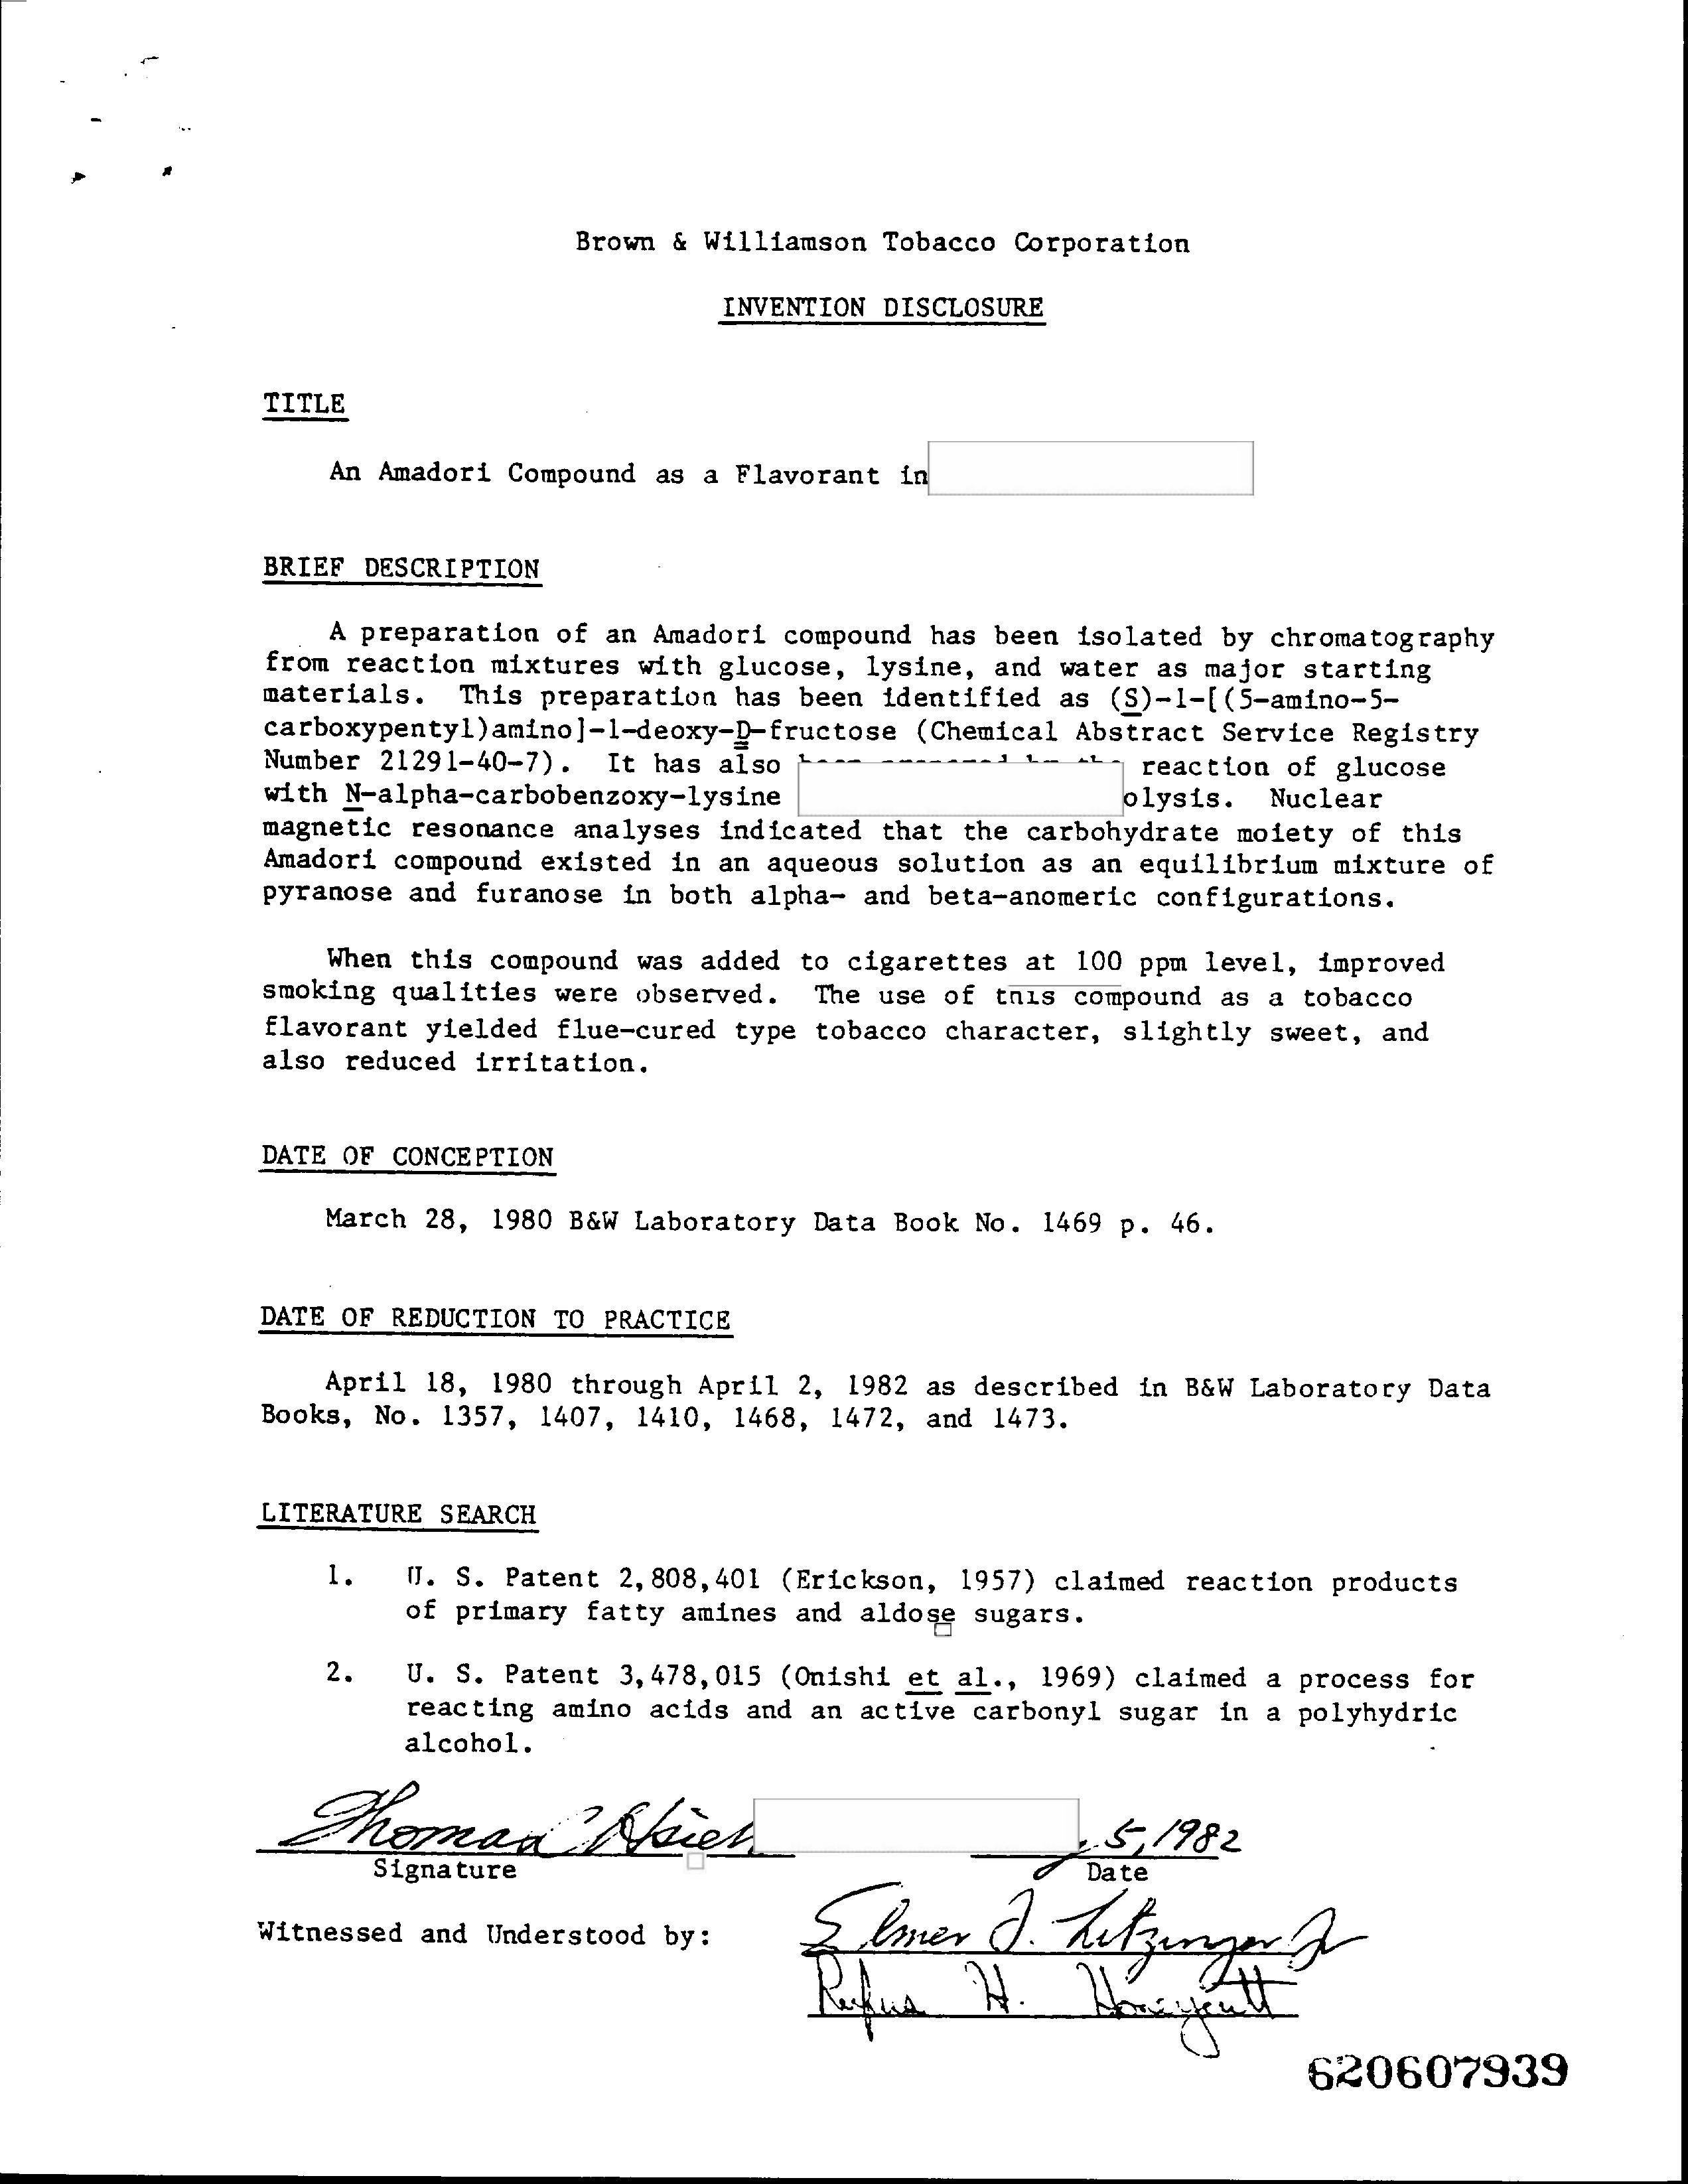 Brown & Williamson Tobacco Corporation
INVENTION DISCLOSURE
TITLE
An Amadori Compound as a Flavorant in
BRIEF DESCRIPTION
A preparation of an Amadori compound has been isolated by chromatography
from reaction mixtures with glucose, lysine, and water as major starting
materials. This preparation has been identified as (S)-1-[(5-amino-5-
carboxypentyl)amino]-1-deoxy-D-fructose (Chemical Abstract Service Registry
Number 21291-40-7). It has also reaction of glucose
with N-alpha-carbobenzoxy-lysine olysis. Nuclear
magnetic resonance analyses indicated that the carbohydrate moiety of this
Amadori compound existed in an aqueous solution as an equilibrium mixture of
pyranose and furanose in both alpha- and beta-anomeric configurations.
When this compound was added to cigarettes at 100 ppm level, improved
smoking qualities were observed. The use of this compound as a tobacco
flavorant yielded flue-cured type tobacco character, slightly sweet, and
also reduced irritation.
DATE OF CONCEPTION
March 28, 1980 B&W Laboratory Data Book No. 1469 p. 46.
DATE OF REDUCTION TO PRACTICE
April 18, 1980 through April 2, 1982 as described in B&W Laboratory Data
Books, No. 1357, 1407, 1410, 1468, 1472, and 1473.
LITERATURE SEARCH
1. U. S. Patent 2,808,401 (Erickson, 1957) claimed reaction products
of primary fatty amines and aldose sugars.
2. U. S. Patent 3,478,015 (Onishi et al., 1969) claimed a process for
reacting amino acids and an active carbonyl sugar in a polyhydric
alcohol.
Thomas Hsieh 5, 1982
Signature Date
Witnessed and Understood by: Elmer J. Litzinger Jr
Rufus H. Honeycutt
620607939